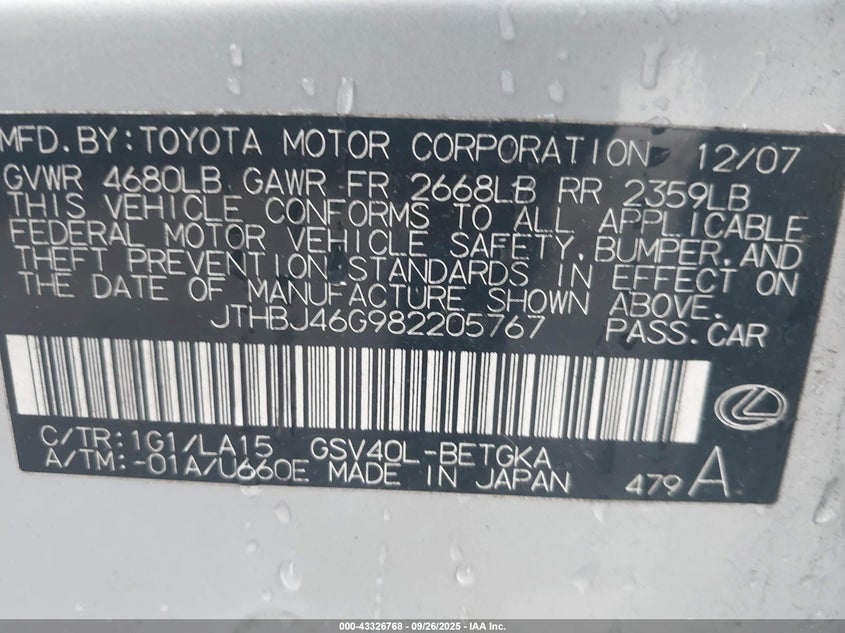 MFD.BY:TOYOTA MOTOR CORPORATION 12/07
GVWR 4680LB GAWR FR 2668LB RR 2359LB
THIS VEHICLE CONFORMS TO ALL APPLICABLE
FEDERAL MOTOR VEHICLE SAFETY,BUMPER,AND
THEFT PREVENTION STANDARDS IN EFFECT ON
THE DATE OF MANUFACTURE SHOWN ABOVE.
JTHBJ46G982205767 PASS.CAR
C/TR:1G1/LA15 GSV40L-BETGKA
A/TM:-01A/U660E MADE IN JAPAN 479A
000-43326768 - 09/26/2025 - IAA Inc.